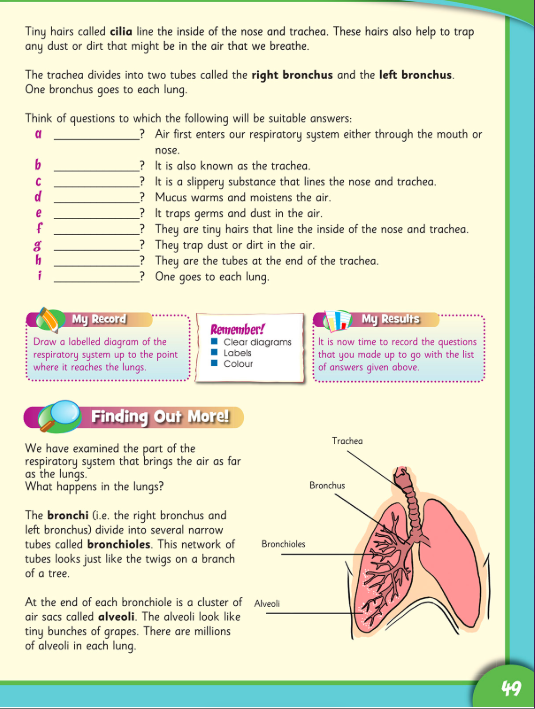 Tiny hairs called cilia line the inside of the nose and trachea. These hairs also help to trap
any dust or dirt that might be in the air that we breathe.
The trachea divides into two tubes called the right bronchus and the left bronchus.
One bronchus goes to each lung.
Think of questions to which the following will be suitable answers:
a ______________? Air first enters our respiratory system either through the mouth or
nose.
b ______________? It is also known as the trachea.
c ______________? It is a slippery substance that lines the nose and trachea.
d ______________? Mucus warms and moistens the air.
e ______________? It traps germs and dust in the air.
f ______________? They are tiny hairs that line the inside of the nose and trachea.
g ______________? They trap dust or dirt in the air.
h ______________? They are the tubes at the end of the trachea.
i ______________? One goes to each lung.
My Record
Draw a labelled diagram of the
respiratory system up to the point
where it reaches the lungs.
Remember!
Clear diagrams
Labels
Colour
My Results
It is now time to record the questions
that you made up to go with the list
of answers given above.
Finding Out More!
We have examined the part of the
respiratory system that brings the air as far
as the lungs.
What happens in the lungs?
The bronchi (i.e. the right bronchus and
left bronchus) divide into several narrow
tubes called bronchioles. This network of
tubes looks just like the twigs on a branch
of a tree.
At the end of each bronchiole is a cluster of
air sacs called alveoli. The alveoli look like
tiny bunches of grapes. There are millions
of alveoli in each lung.
Trachea
Bronchus
Bronchioles
Alveoli
49